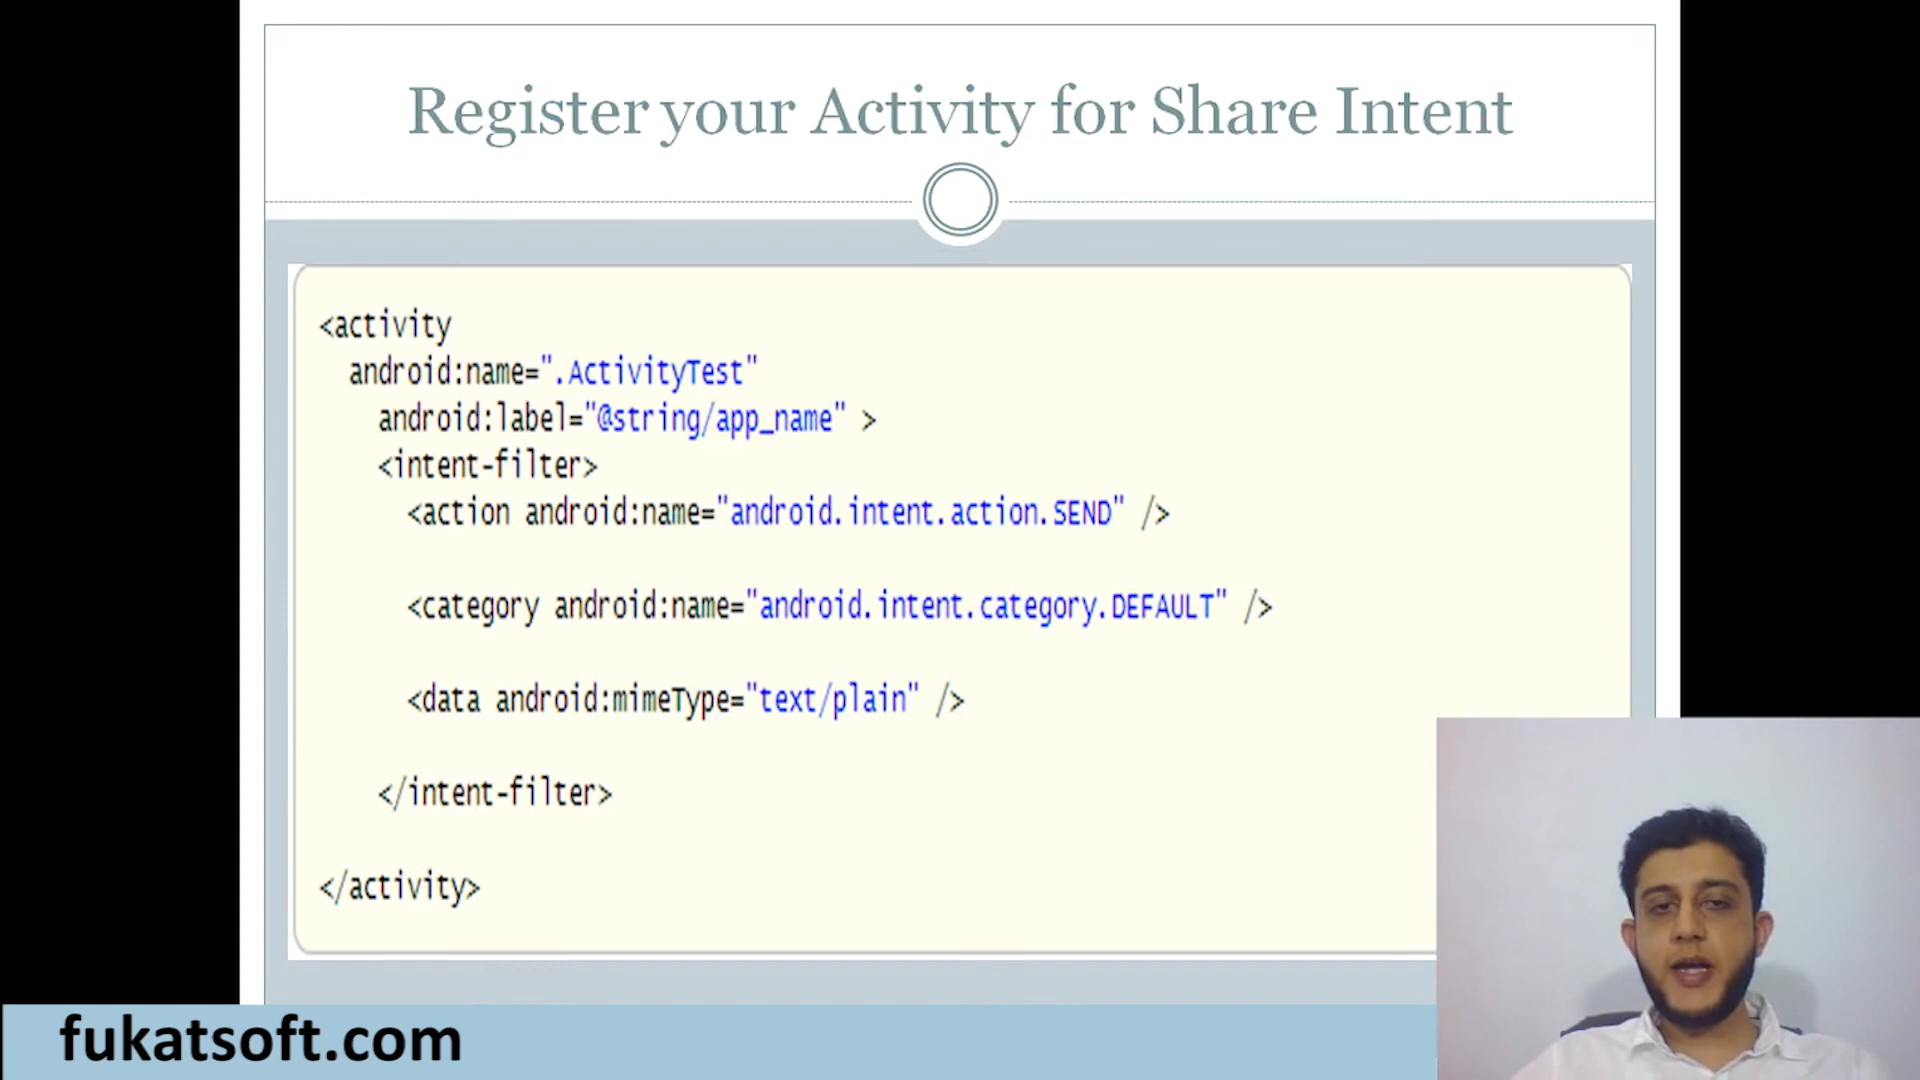 Register your Activity for Share Intent
<activity
android:name=".ActivityTest"
android:label="@string/app_name" >
<intent-filter>
<action android:name="android.intent.action.SEND" />
<category android:name="android.intent.category.DEFAULT" />
<data android:mimeType="text/plain" />
</intent-filter>
</activity>
fukatsoft.com